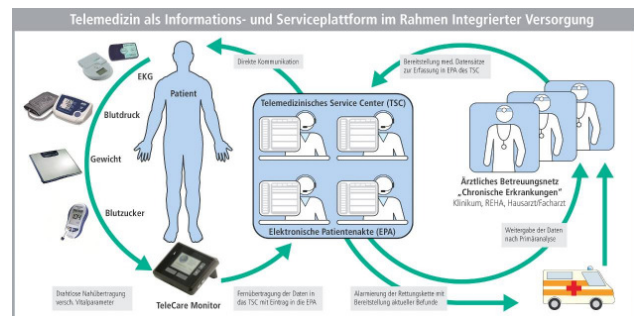 Telemedizin als Informations- und Serviceplattform im Rahmen Integrierter Versorgung
EKG
Blutdruck
Gewicht
Blutzucker
Patient
Drahtlose Nahübertragung
versch. Vitalparameter
TeleCare Monitor
Direkte Kommunikation
Telemedizinisches Service Center (TSC)
Elektronische Patientenakte (EPA)
Fernübertragung der Daten in
das TSC mit Eintrag in die EPA
Bereitstellung med. Datensätze
zur Erfassung in EPA des TSC
Ärztliches Betreuungsnetz
„Chronische Erkrankungen"
Klinikum, REHA, Hausarzt/Facharzt
Weitergabe der Daten
nach Primäranalyse
Alarmierung der Rettungskette mit
Bereitstellung aktueller Befunde